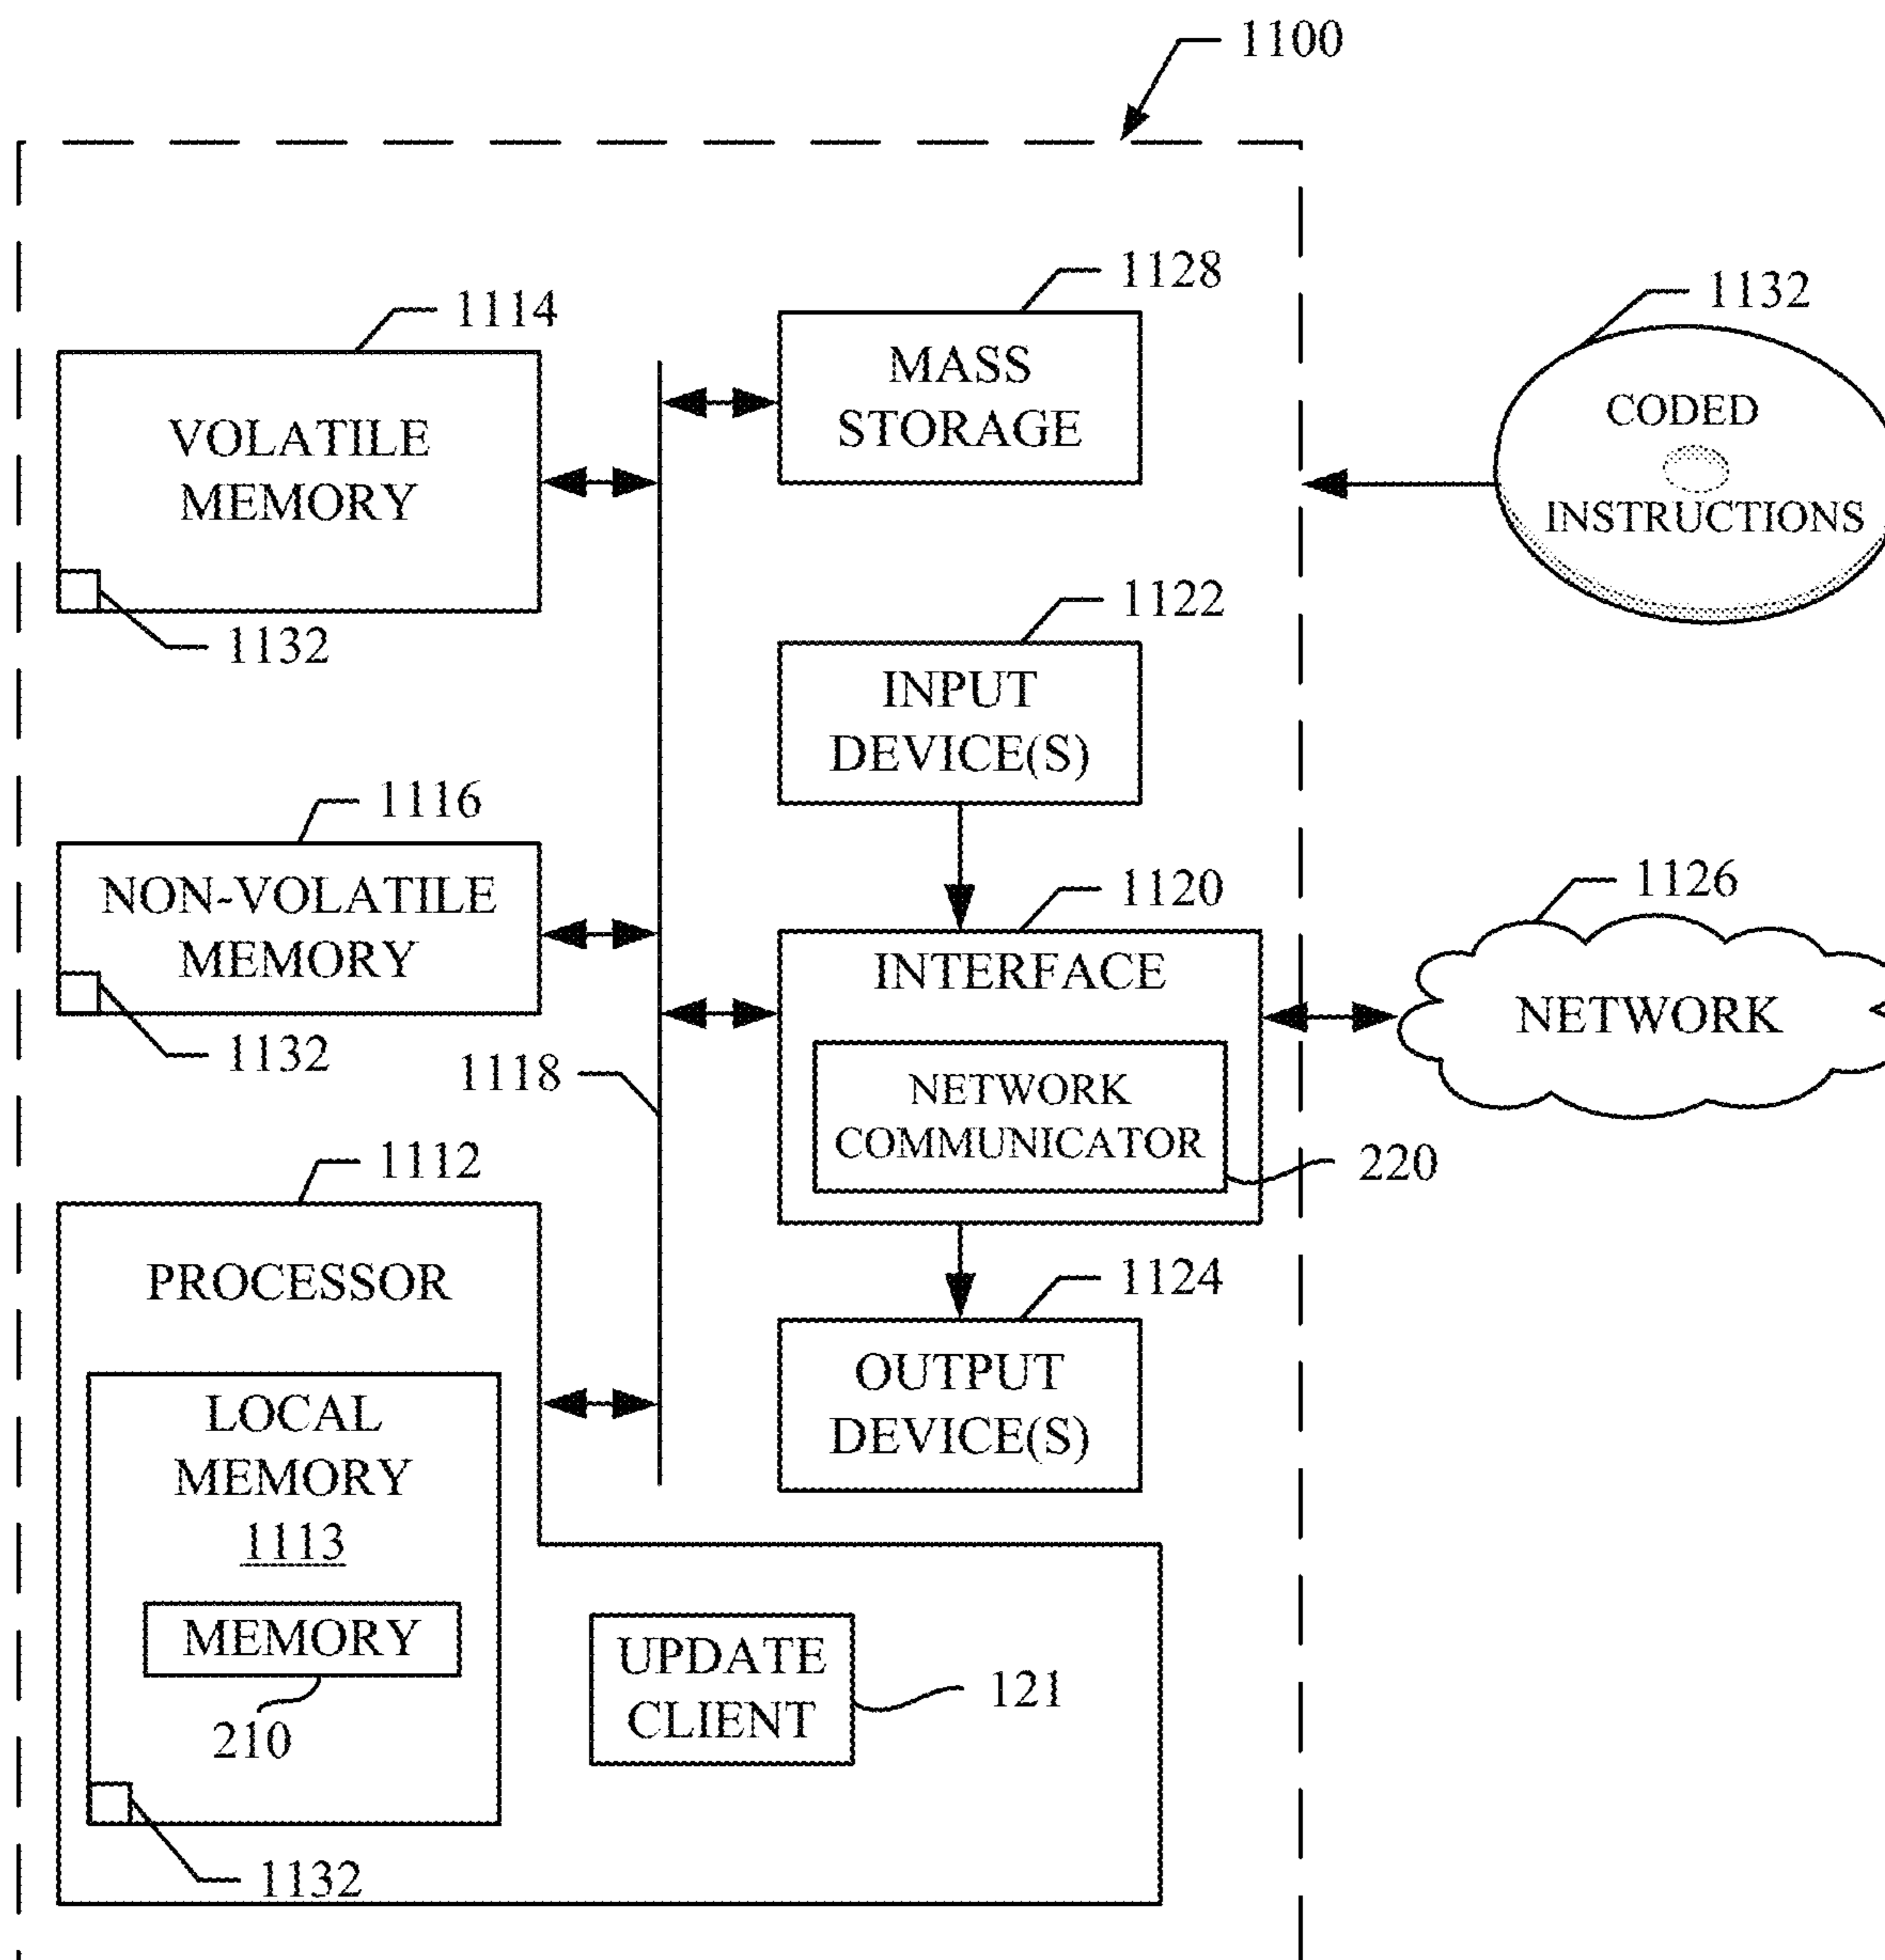 1100
1128
1114
MASS
STORAGE
1132
CODED
INSTRUCTIONS
VOLATILE
MEMORY
1132
1122
INPUT
DEVICE(S)
1116
NON-VOLATILE
MEMORY
1132
1120
INTERFACE
1126
NETWORK
1118
NETWORK
COMMUNICATOR
220
1112
PROCESSOR
1124
OUTPUT
DEVICE(S)
LOCAL
MEMORY
1113
MEMORY
210
UPDATE
CLIENT
121
1132